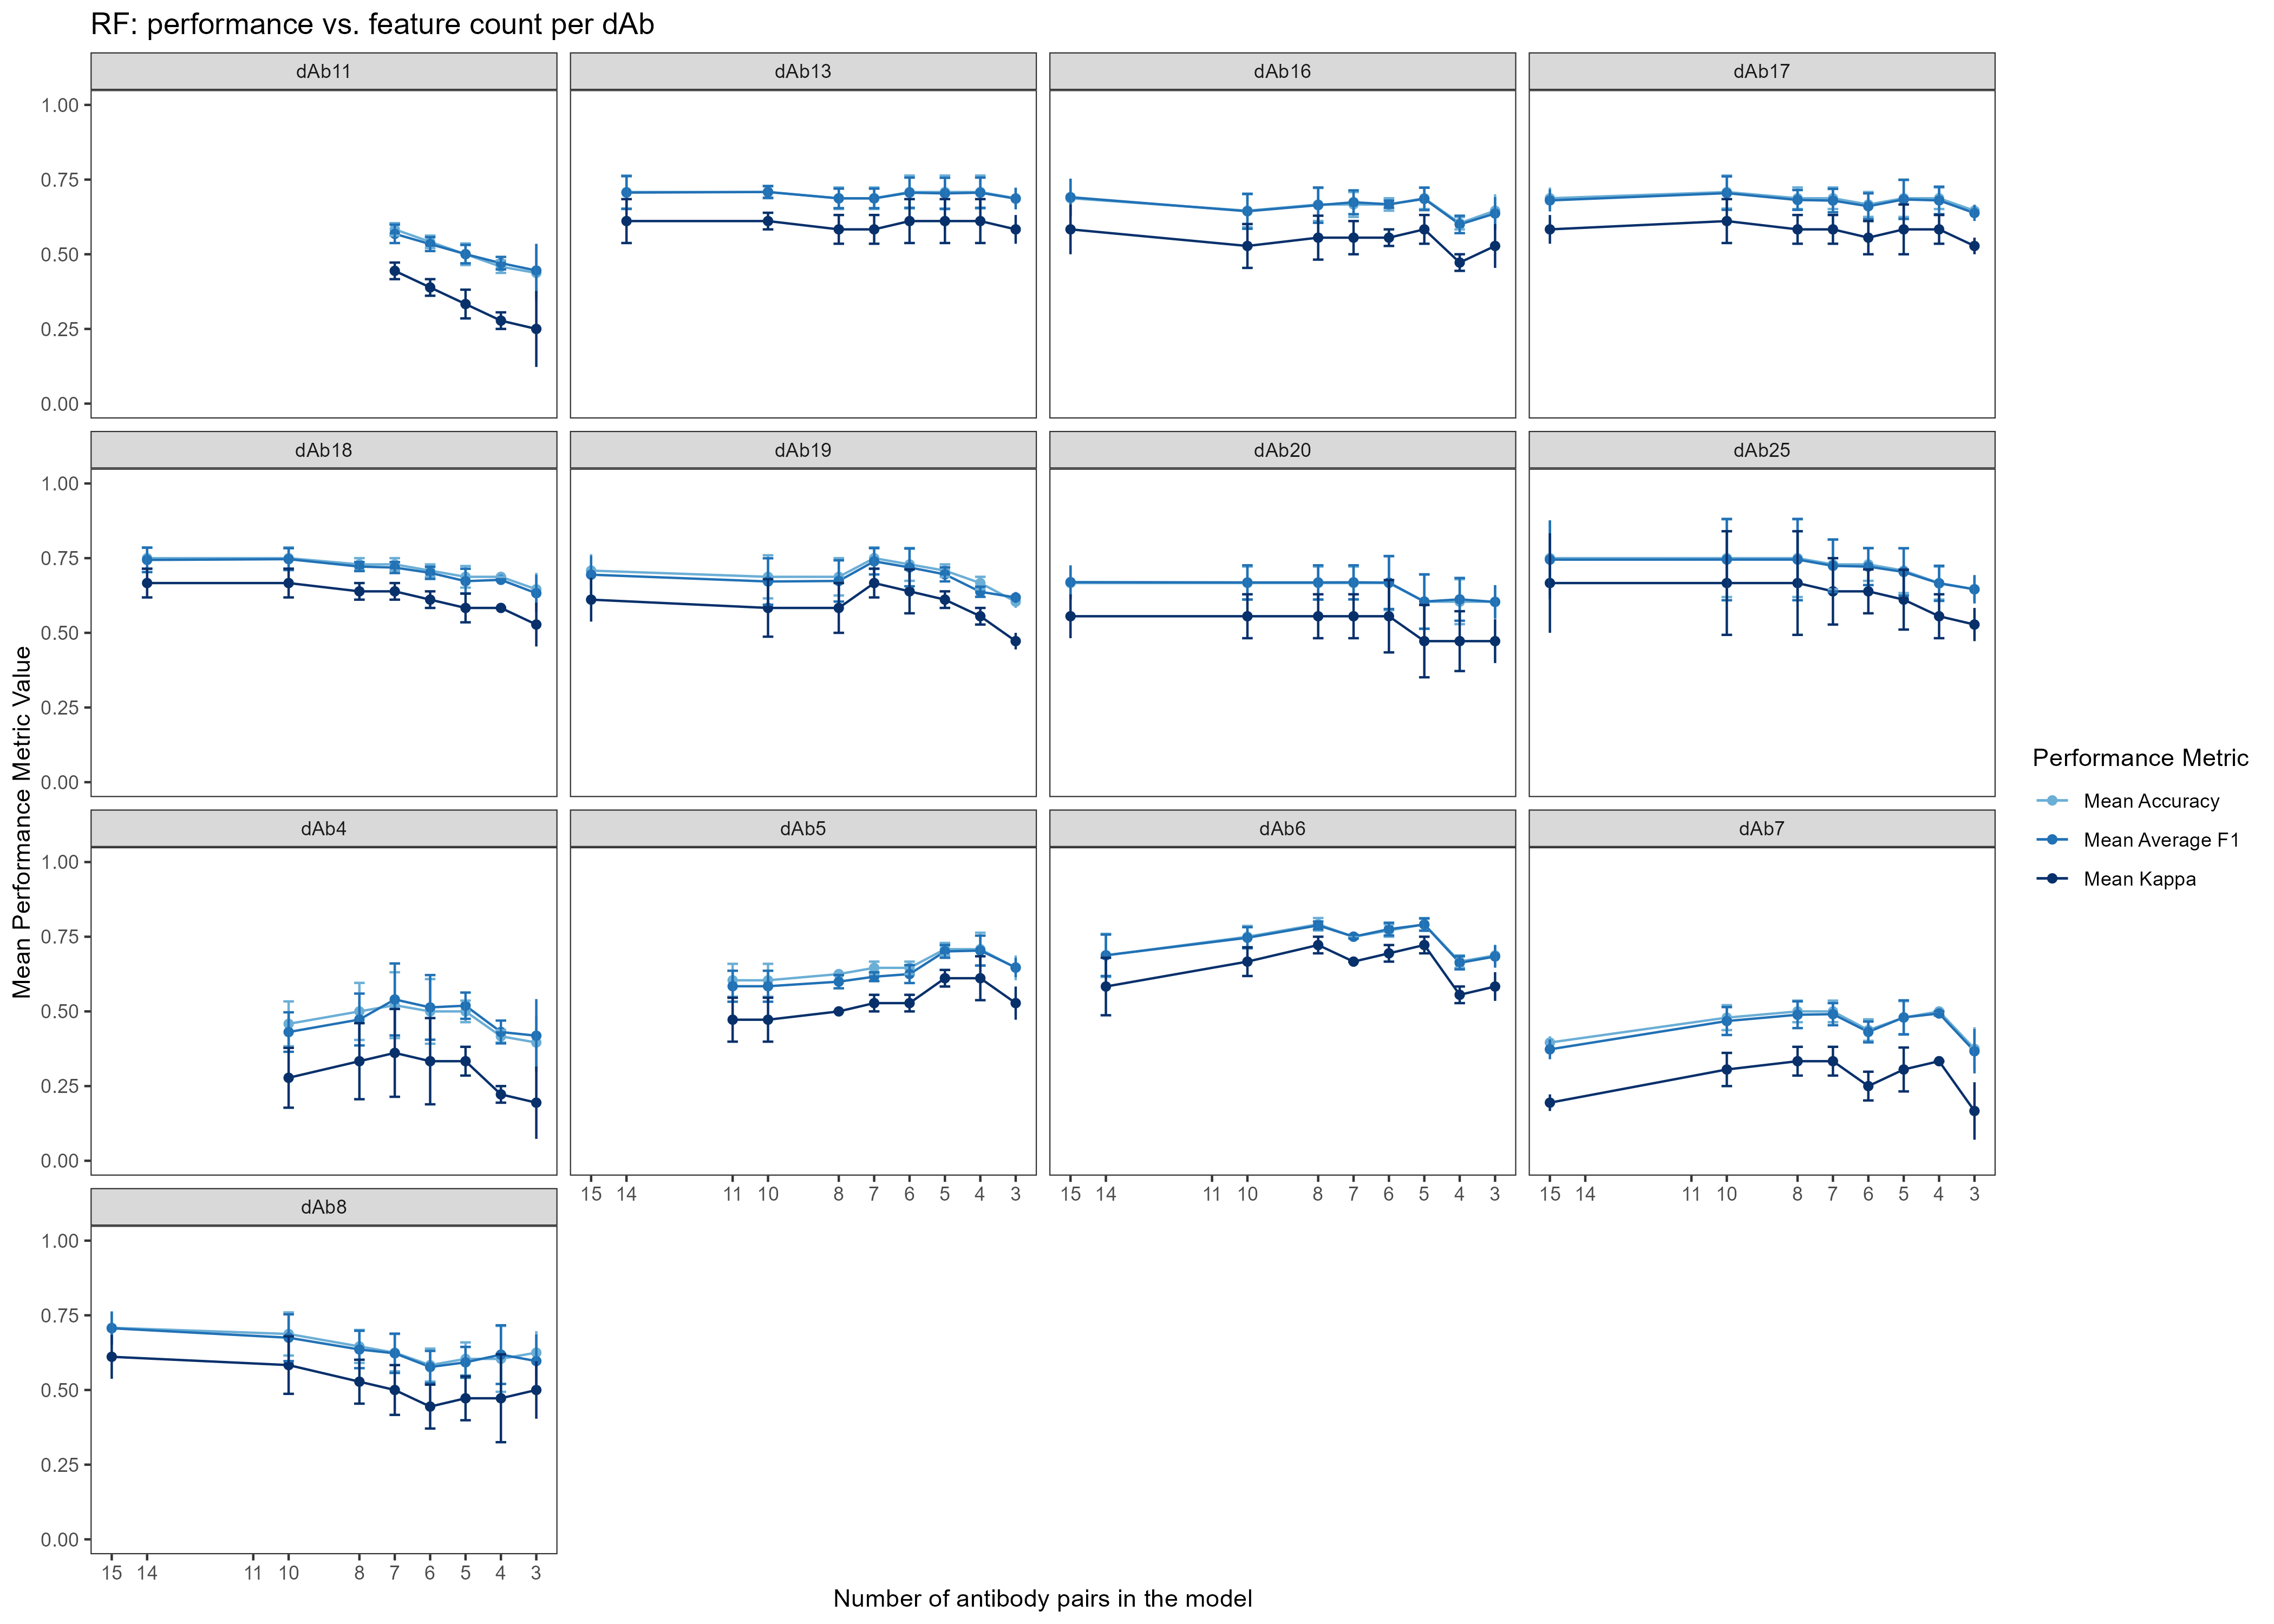 RF: performance vs. feature count per dAb
dAb11
dAb13
dAb16
dAb17
1.00
0.75
0.50
0.25
0.00
dAb18
dAb19
dAb20
dAb25
1.00
0.75
0.50
0.25
0.00
dAb4
dAb5
dAb6
dAb7
1.00
0.75
0.50
0.25
0.00
15 14 11 10 8 7 6 5 4 3
15 14 11 10 8 7 6 5 4 3
15 14 11 10 8 7 6 5 4 3
dAb8
1.00
0.75
0.50
0.25
0.00
15 14 11 10 8 7 6 5 4 3
Number of antibody pairs in the model
Mean Performance Metric Value
Performance Metric
Mean Accuracy
Mean Average F1
Mean Kappa